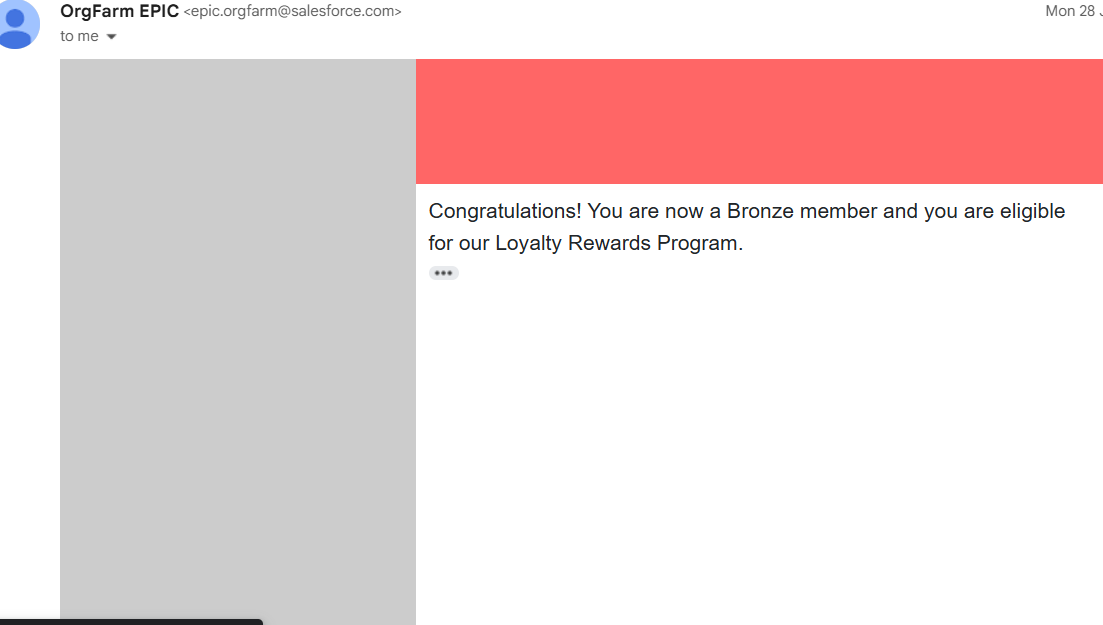 OrgFarm EPIC <epic.orgfarm@salesforce.com> Mon 28
to me
Congratulations! You are now a Bronze member and you are eligible
for our Loyalty Rewards Program.